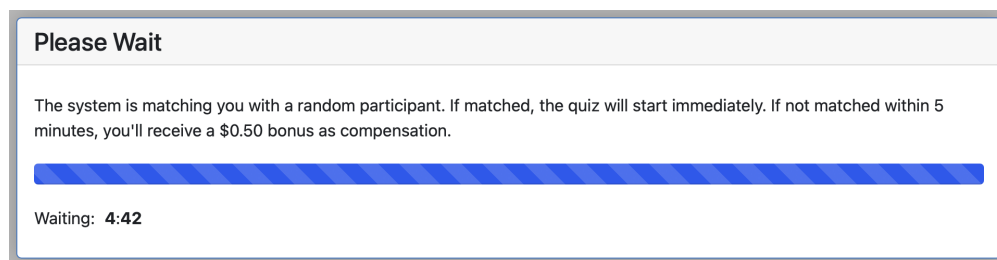 Please Wait
The system is matching you with a random participant. If matched, the quiz will start immediately. If not matched within 5
minutes, you'll receive a $0.50 bonus as compensation.
Waiting: 4:42